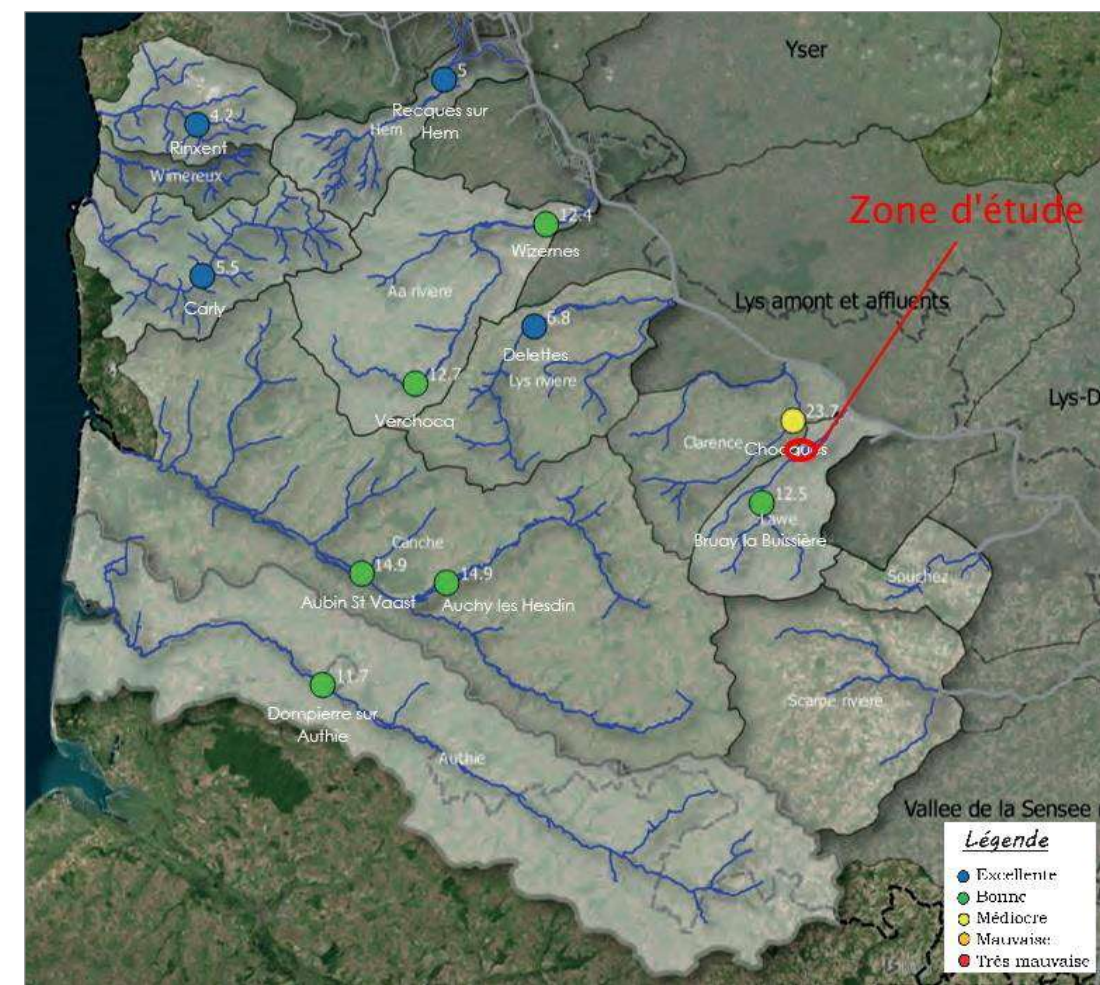 Yser
5
Recques sur
Hem
Hem
4.2
Rinxent
Wimereux
12.4
Wizernes
Zone d'étude
5.5
Carly
Aa riviere
Lys amont et affluents
6.8
Delettes
Lys riviere
12.7
Verchocq
Lys-D
23.7
Clarence
Chocques
12.5
Lawe
Bruay la Buissière
Canche
14.9
Aubin St Vaast
14.9
Auchy les Hesdin
Souchez
11.7
Dompierre sur
Authie
Scarpe riviere
Authie
Vallee de la Sensee
Légende
Excellente
Bonne
Médiocre
Mauvaise
Très mauvaise